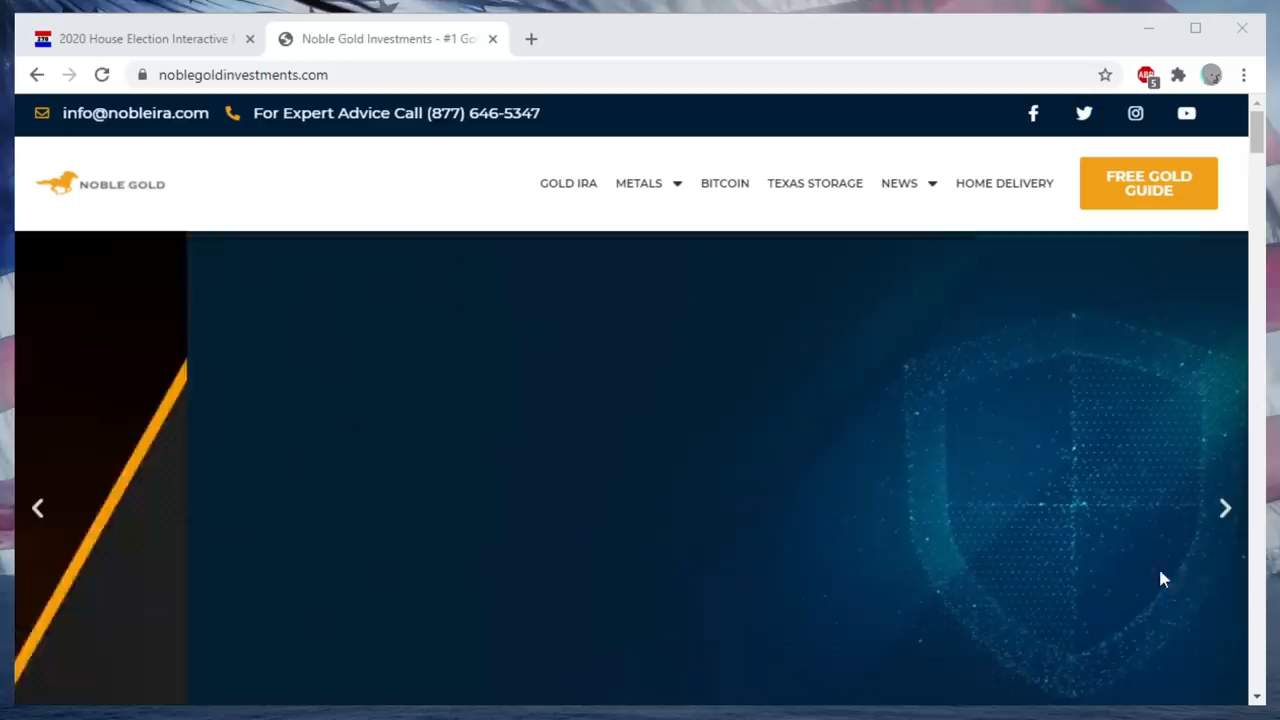 2020 House Election Interactive
Noble Gold Investments - #1 Go
noblegoldinvestments.com
5
info@nobleira.com For Expert Advice Call (877) 646-5347
NOBLE GOLD
GOLD IRA METALS BITCOIN TEXAS STORAGE NEWS HOME DELIVERY
FREE GOLD
GUIDE